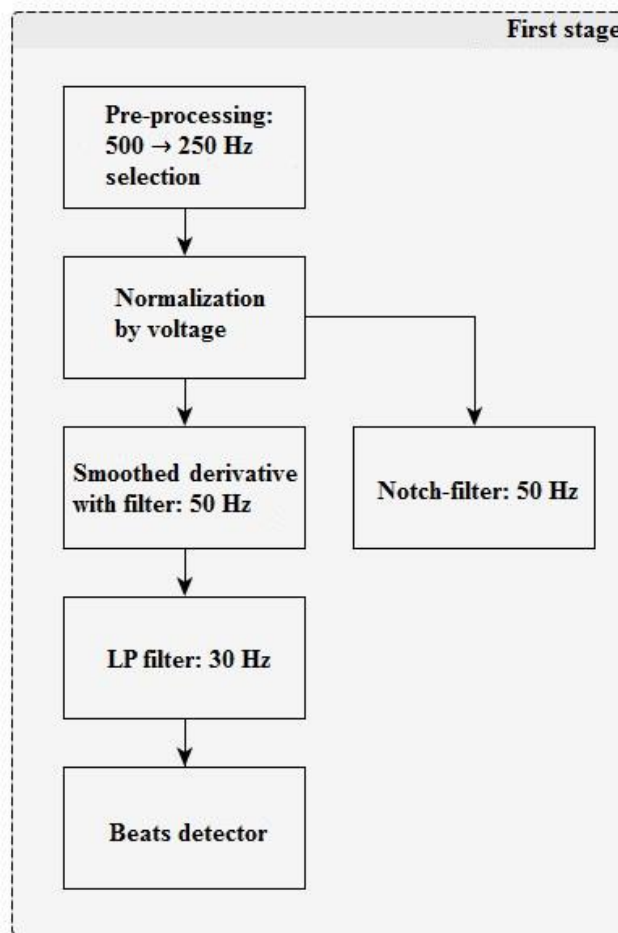 First stage
Pre-processing:
500 → 250 Hz
selection
Normalization
by voltage
Smoothed derivative
with filter: 50 Hz
Notch-filter: 50 Hz
LP filter: 30 Hz
Beats detector